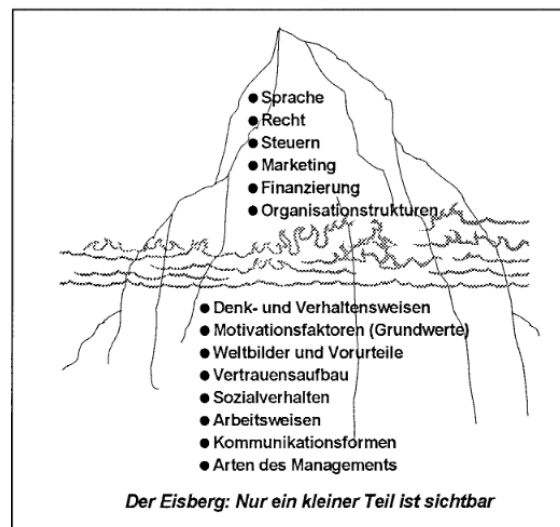 ● Sprache
● Recht
● Steuern
● Marketing
● Finanzierung
● Organisationstrukturen
● Denk- und Verhaltensweisen
● Motivationsfaktoren (Grundwerte)
● Weltbilder und Vorurteile
● Vertrauensaufbau
● Sozialverhalten
● Arbeitsweisen
● Kommunikationsformen
● Arten des Managements
Der Eisberg: Nur ein kleiner Teil ist sichtbar